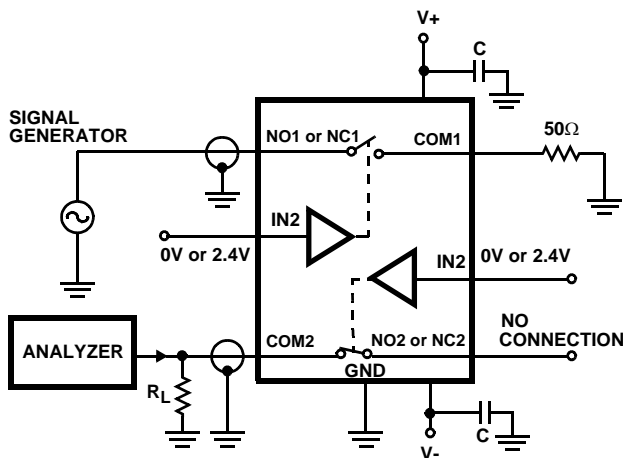 V+
C
SIGNAL
GENERATOR
NO1 or NC1
COM1
50Ω
IN2
0V or 2.4V
IN2
0V or 2.4V
ANALYZER
COM2
NO2 or NC2
NO
CONNECTION
GND
RL
C
V-